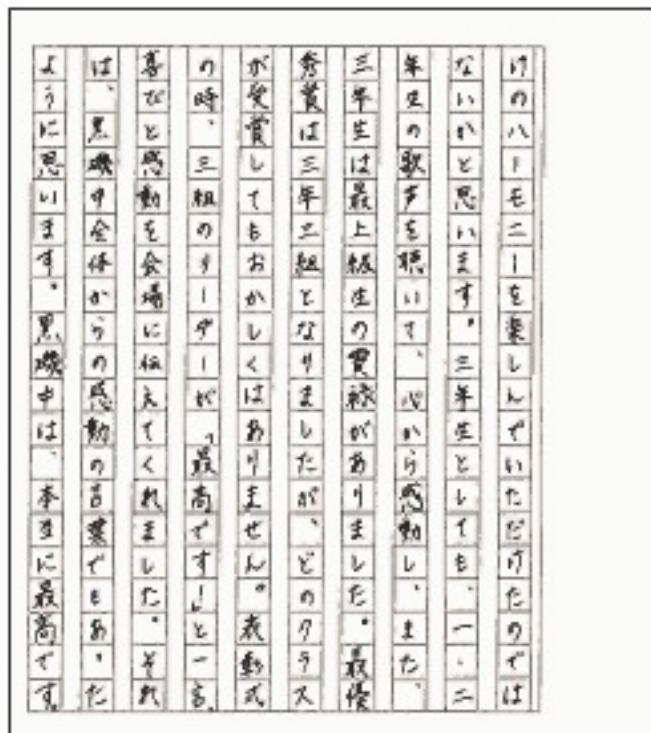 けのハーモニーを楽しんでいただけたのでは
ないかと思います。三年生としても、一・二
年生の歌声を聴いて、心から感動し、また、
三年生は最上級生の貫禄がありました。最優
秀賞は三年三組となりましたが、どのクラス
が受賞してもおかしくはありません。表彰式
の時、三組のリーダーが、「最高です!」と一言、
喜びと感動を会場に伝えてくれました。それ
は、黒磯中全体からの感動の言葉でもあった
ように思います。黒磯中は、本当に最高です。